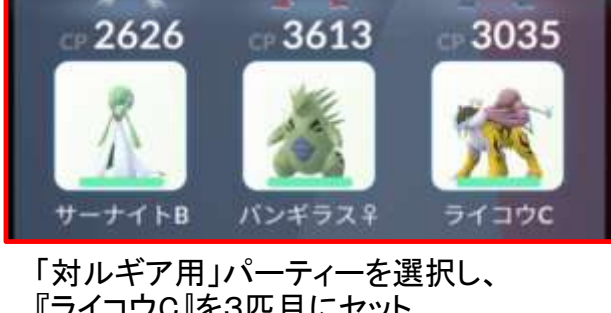 CP 2626 CP 3613 CP 3035
サーナイトB バンギラス♀ ライコウC
「対ルギア用」パーティーを選択し、
『ライコウC』を3匹目にセット